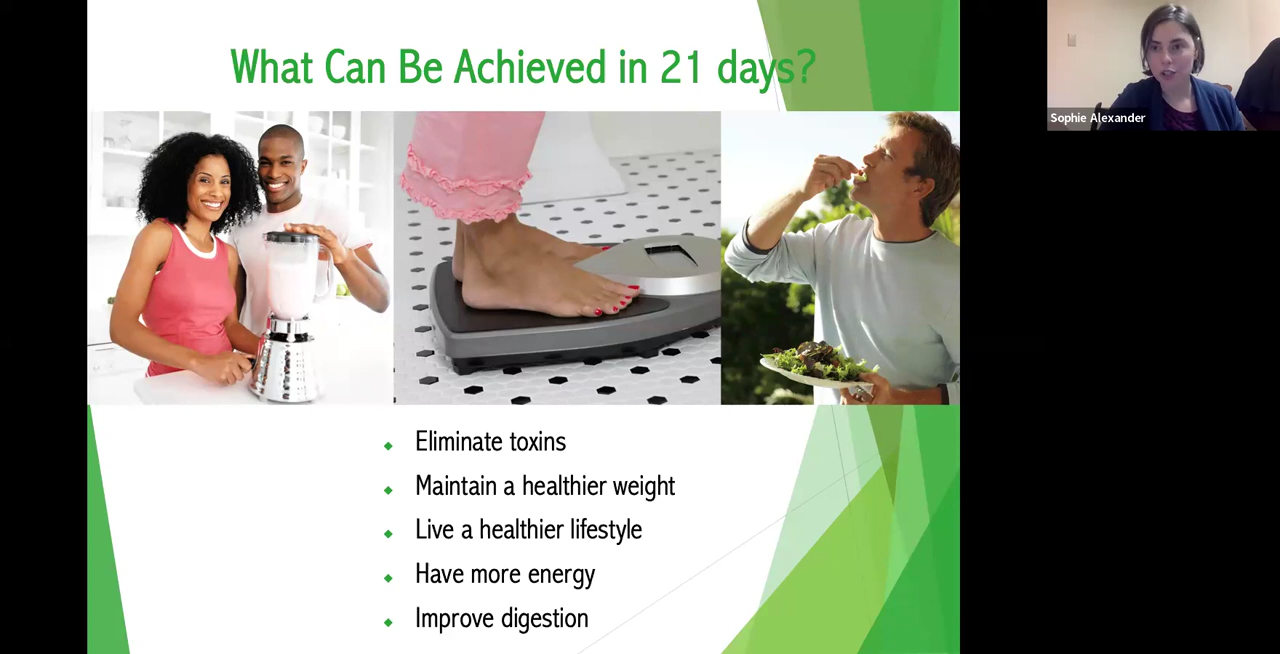 What Can Be Achieved in 21 days?
Sophie Alexander
Eliminate toxins
Maintain a healthier weight
Live a healthier lifestyle
Have more energy
Improve digestion